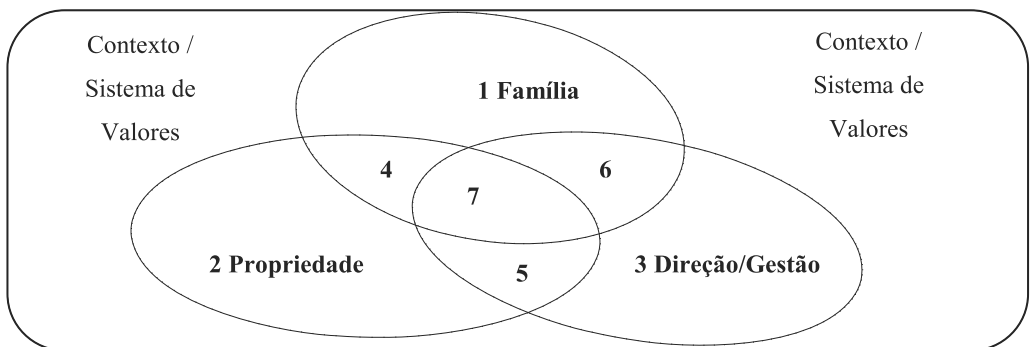 Contexto /
Sistema de
Valores
Contexto /
Sistema de
Valores
1 Família
4
6
7
2 Propriedade
5
3 Direção/Gestão